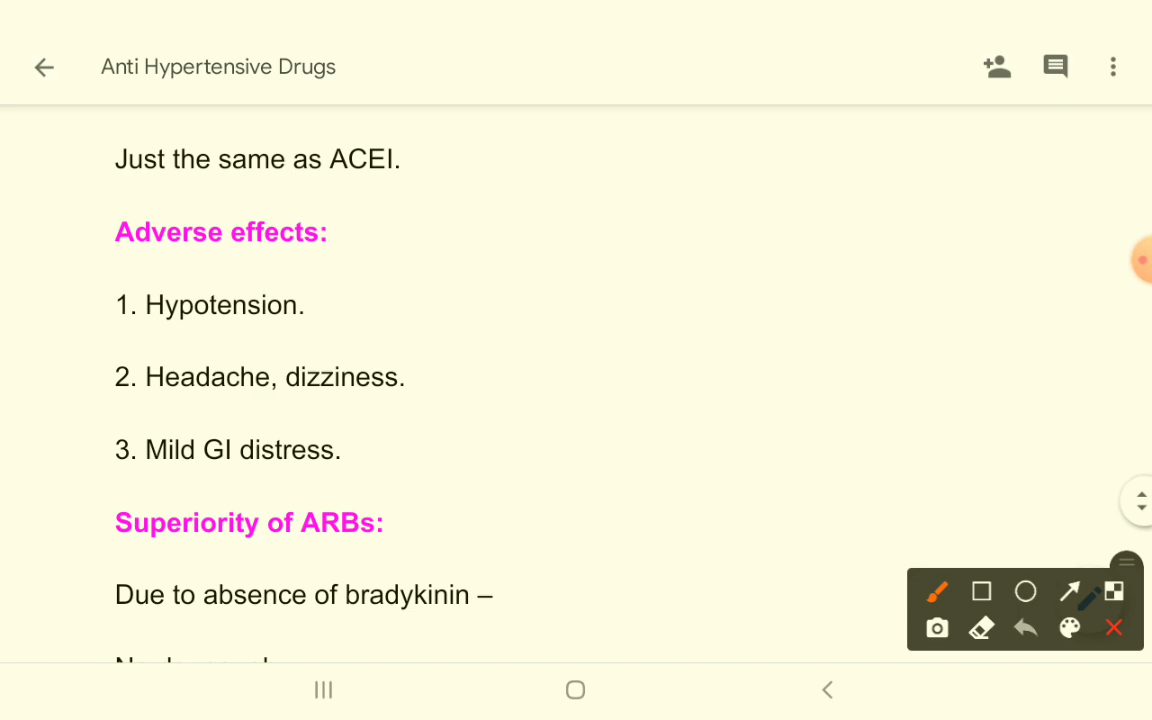 Anti Hypertensive Drugs
Just the same as ACEI.
Adverse effects:
1. Hypotension.
2. Headache, dizziness.
3. Mild GI distress.
Superiority of ARBs:
Due to absence of bradykinin –